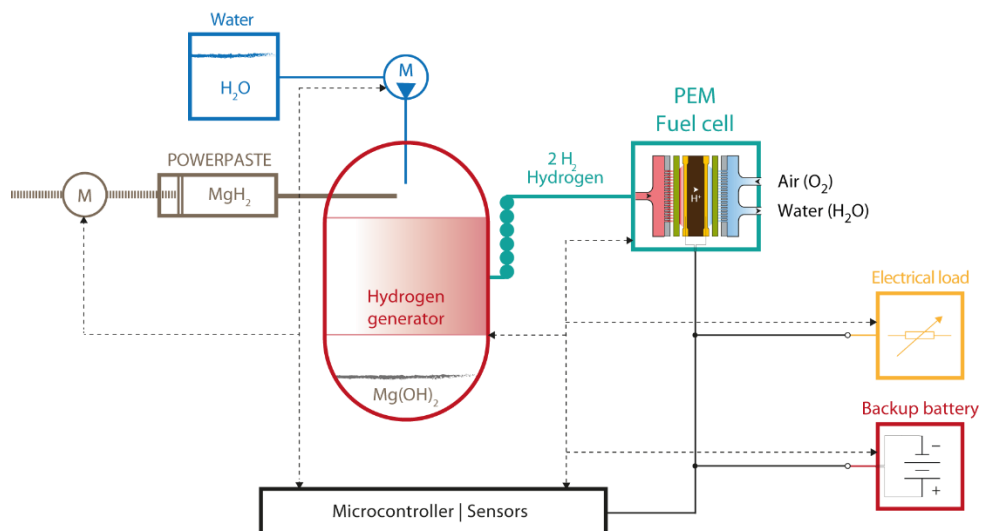 Water
H₂O
M
PEM
Fuel cell
POWERPASTE
MgH₂
M
2 H₂
Hydrogen
H⁺
Air (O₂)
Water (H₂O)
Hydrogen
generator
Electrical load
Mg(OH)₂
Backup battery
−
+
Microcontroller | Sensors